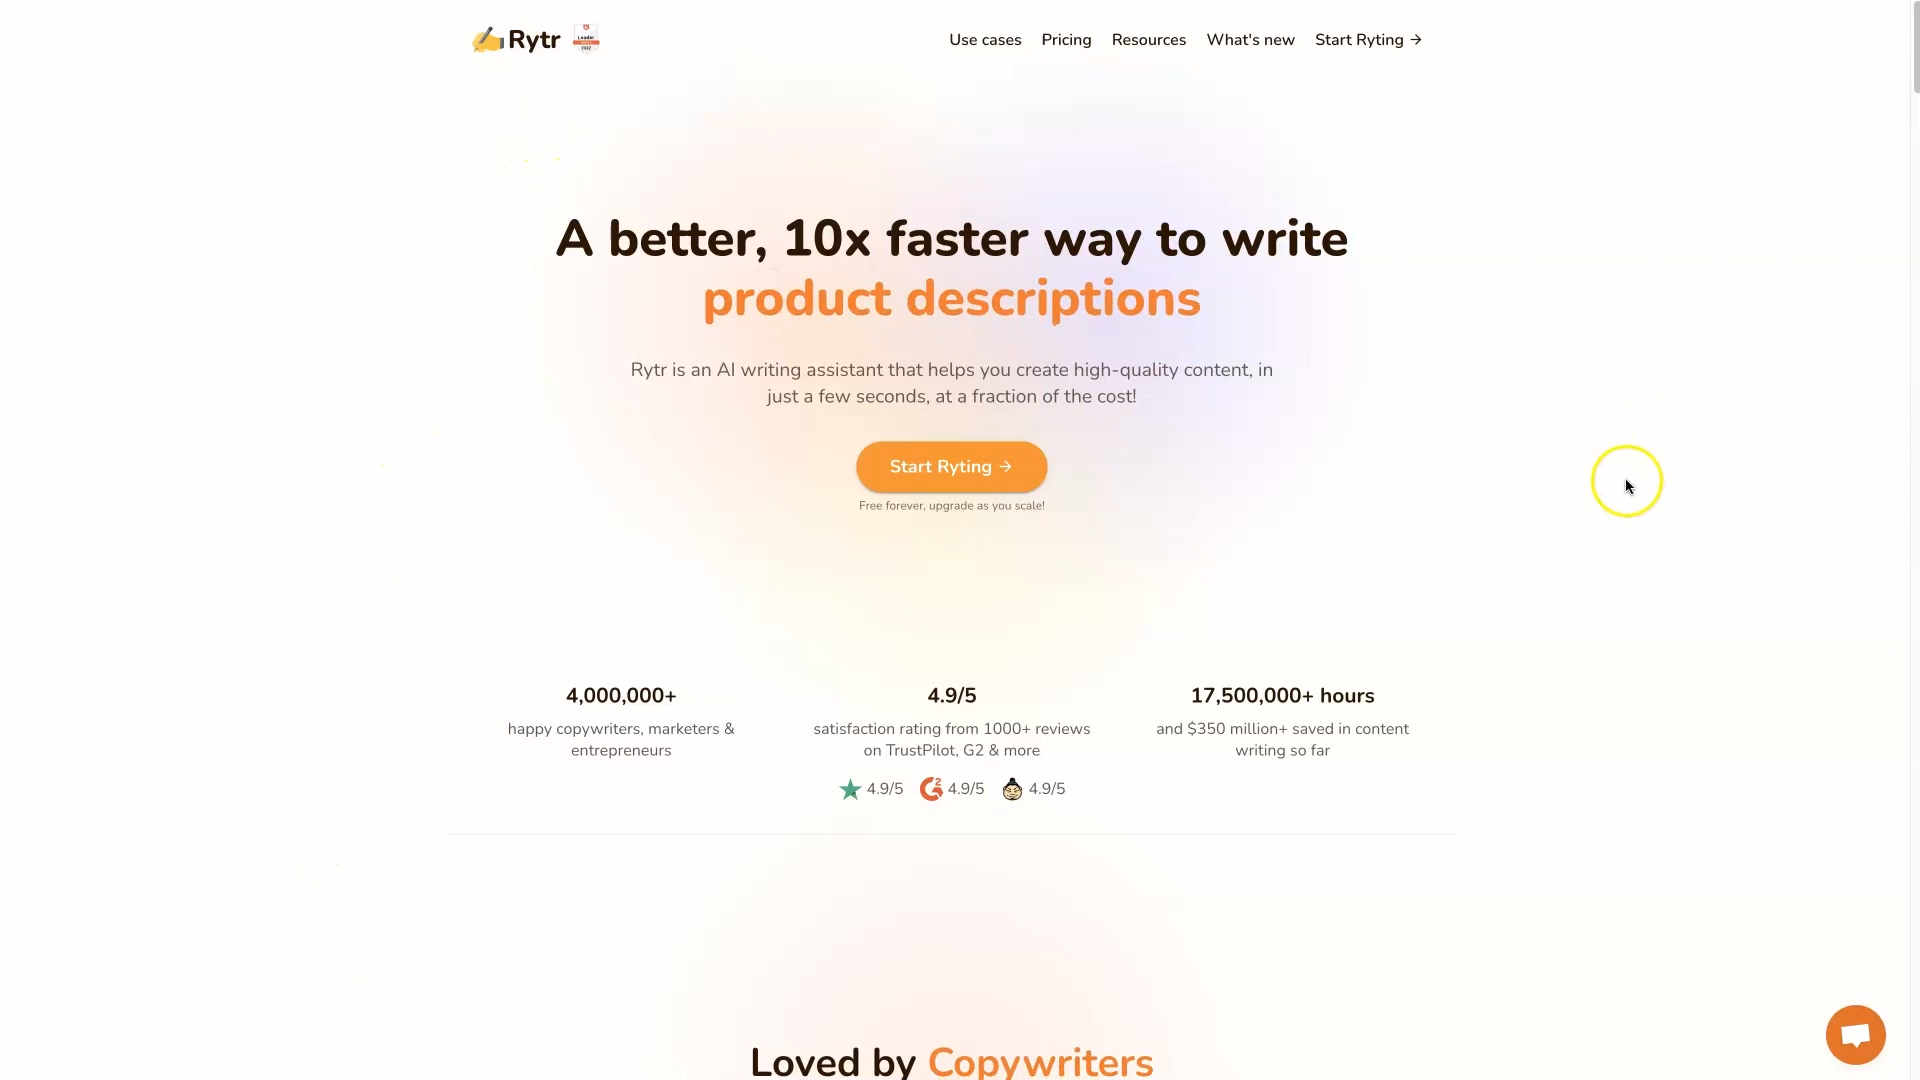 Rytr
Leader
2022
Use cases
Pricing
Resources
What's new
Start Ryting →
A better, 10x faster way to write
product descriptions
Rytr is an AI writing assistant that helps you create high-quality content, in
just a few seconds, at a fraction of the cost!
Start Ryting →
Free forever, upgrade as you scale!
4,000,000+
happy copywriters, marketers &
entrepreneurs
4.9/5
satisfaction rating from 1000+ reviews
on TrustPilot, G2 & more
4.9/5
G2
4.9/5
4.9/5
17,500,000+ hours
and $350 million+ saved in content
writing so far
Loved by Copywriters